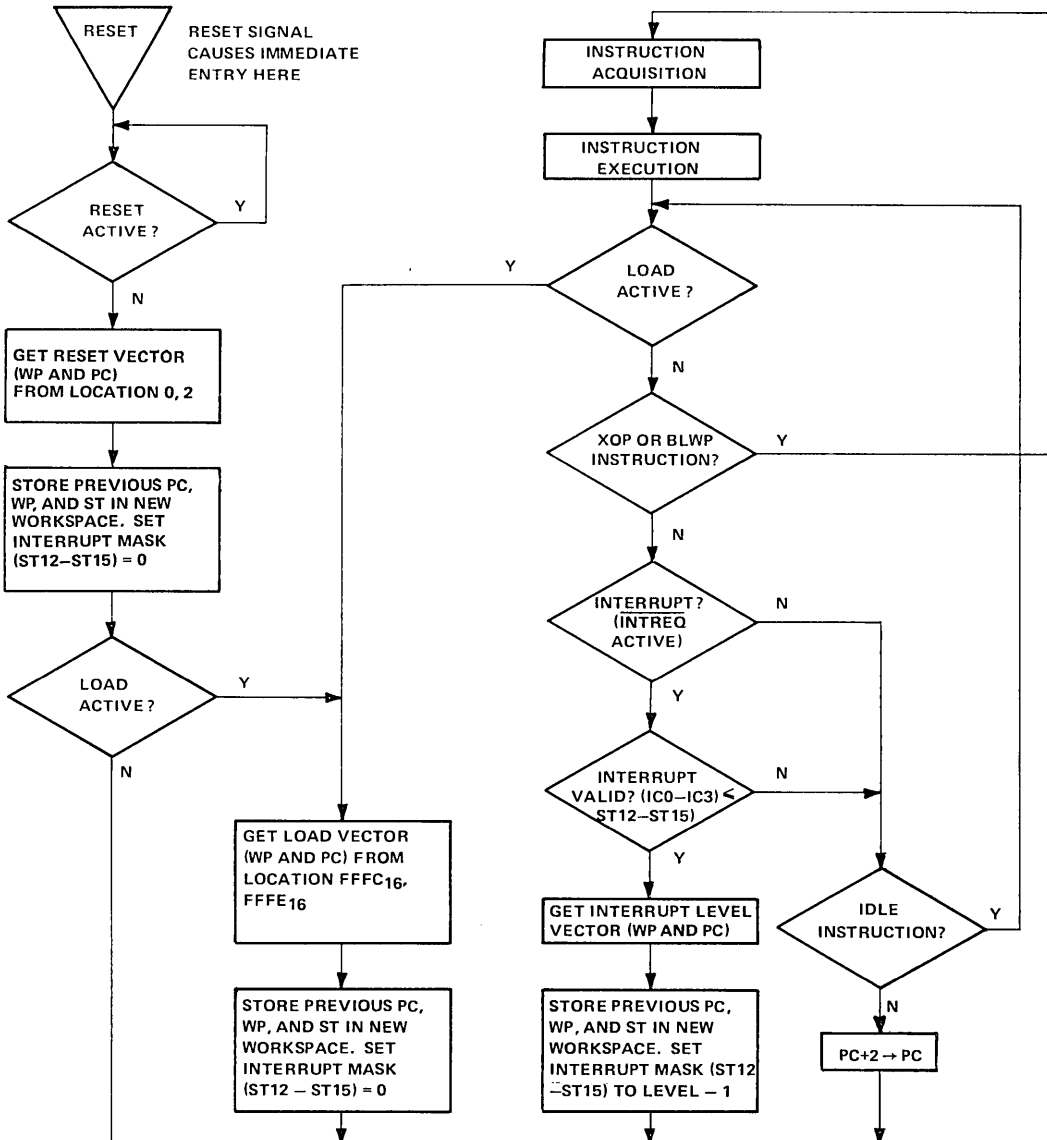 RESET
RESET SIGNAL
CAUSES IMMEDIATE
ENTRY HERE
RESET
ACTIVE?
Y
N
GET RESET VECTOR
(WP AND PC)
FROM LOCATION 0, 2
STORE PREVIOUS PC,
WP, AND ST IN NEW
WORKSPACE. SET
INTERRUPT MASK
(ST12–ST15) = 0
LOAD
ACTIVE?
Y
N
GET LOAD VECTOR
(WP AND PC) FROM
LOCATION FFFC16,
FFFE16
STORE PREVIOUS PC,
WP, AND ST IN NEW
WORKSPACE. SET
INTERRUPT MASK
(ST12 – ST15) = 0
INSTRUCTION
ACQUISITION
INSTRUCTION
EXECUTION
LOAD
ACTIVE?
Y
N
XOP OR BLWP
INSTRUCTION?
Y
N
INTERRUPT?
(INTREQ
ACTIVE)
N
Y
INTERRUPT
VALID? (IC0–IC3) ≤
ST12–ST15)
N
Y
GET INTERRUPT LEVEL
VECTOR (WP AND PC)
STORE PREVIOUS PC,
WP, AND ST IN NEW
WORKSPACE. SET
INTERRUPT MASK (ST12
–ST15) TO LEVEL – 1
IDLE
INSTRUCTION?
Y
N
PC+2 → PC